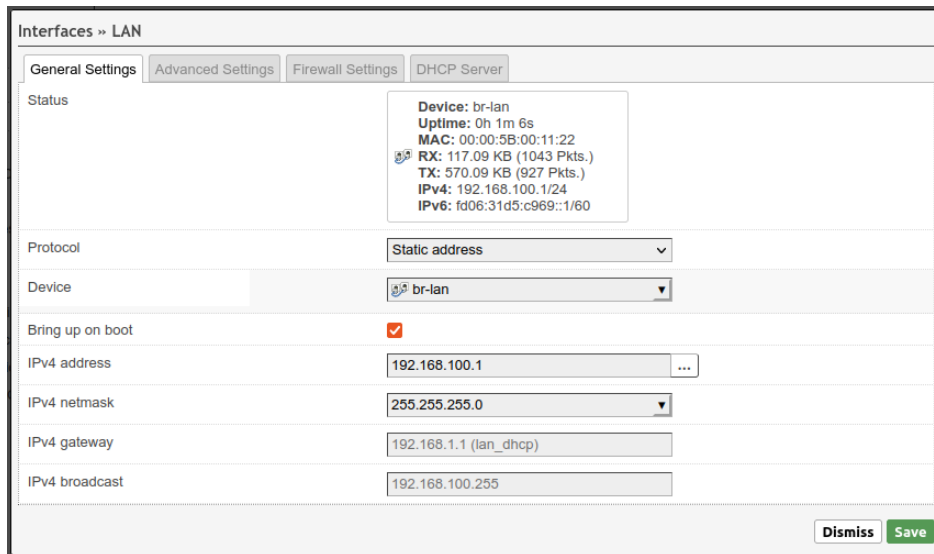 Interfaces » LAN
General Settings Advanced Settings Firewall Settings DHCP Server
Status
Device: br-lan
Uptime: 0h 1m 6s
MAC: 00:00:5B:00:11:22
RX: 117.09 KB (1043 Pkts.)
TX: 570.09 KB (927 Pkts.)
IPv4: 192.168.100.1/24
IPv6: fd06:31d5:c969::1/60
Protocol Static address
Device br-lan
Bring up on boot
IPv4 address 192.168.100.1 ...
IPv4 netmask 255.255.255.0
IPv4 gateway 192.168.1.1 (lan_dhcp)
IPv4 broadcast 192.168.100.255
Dismiss Save